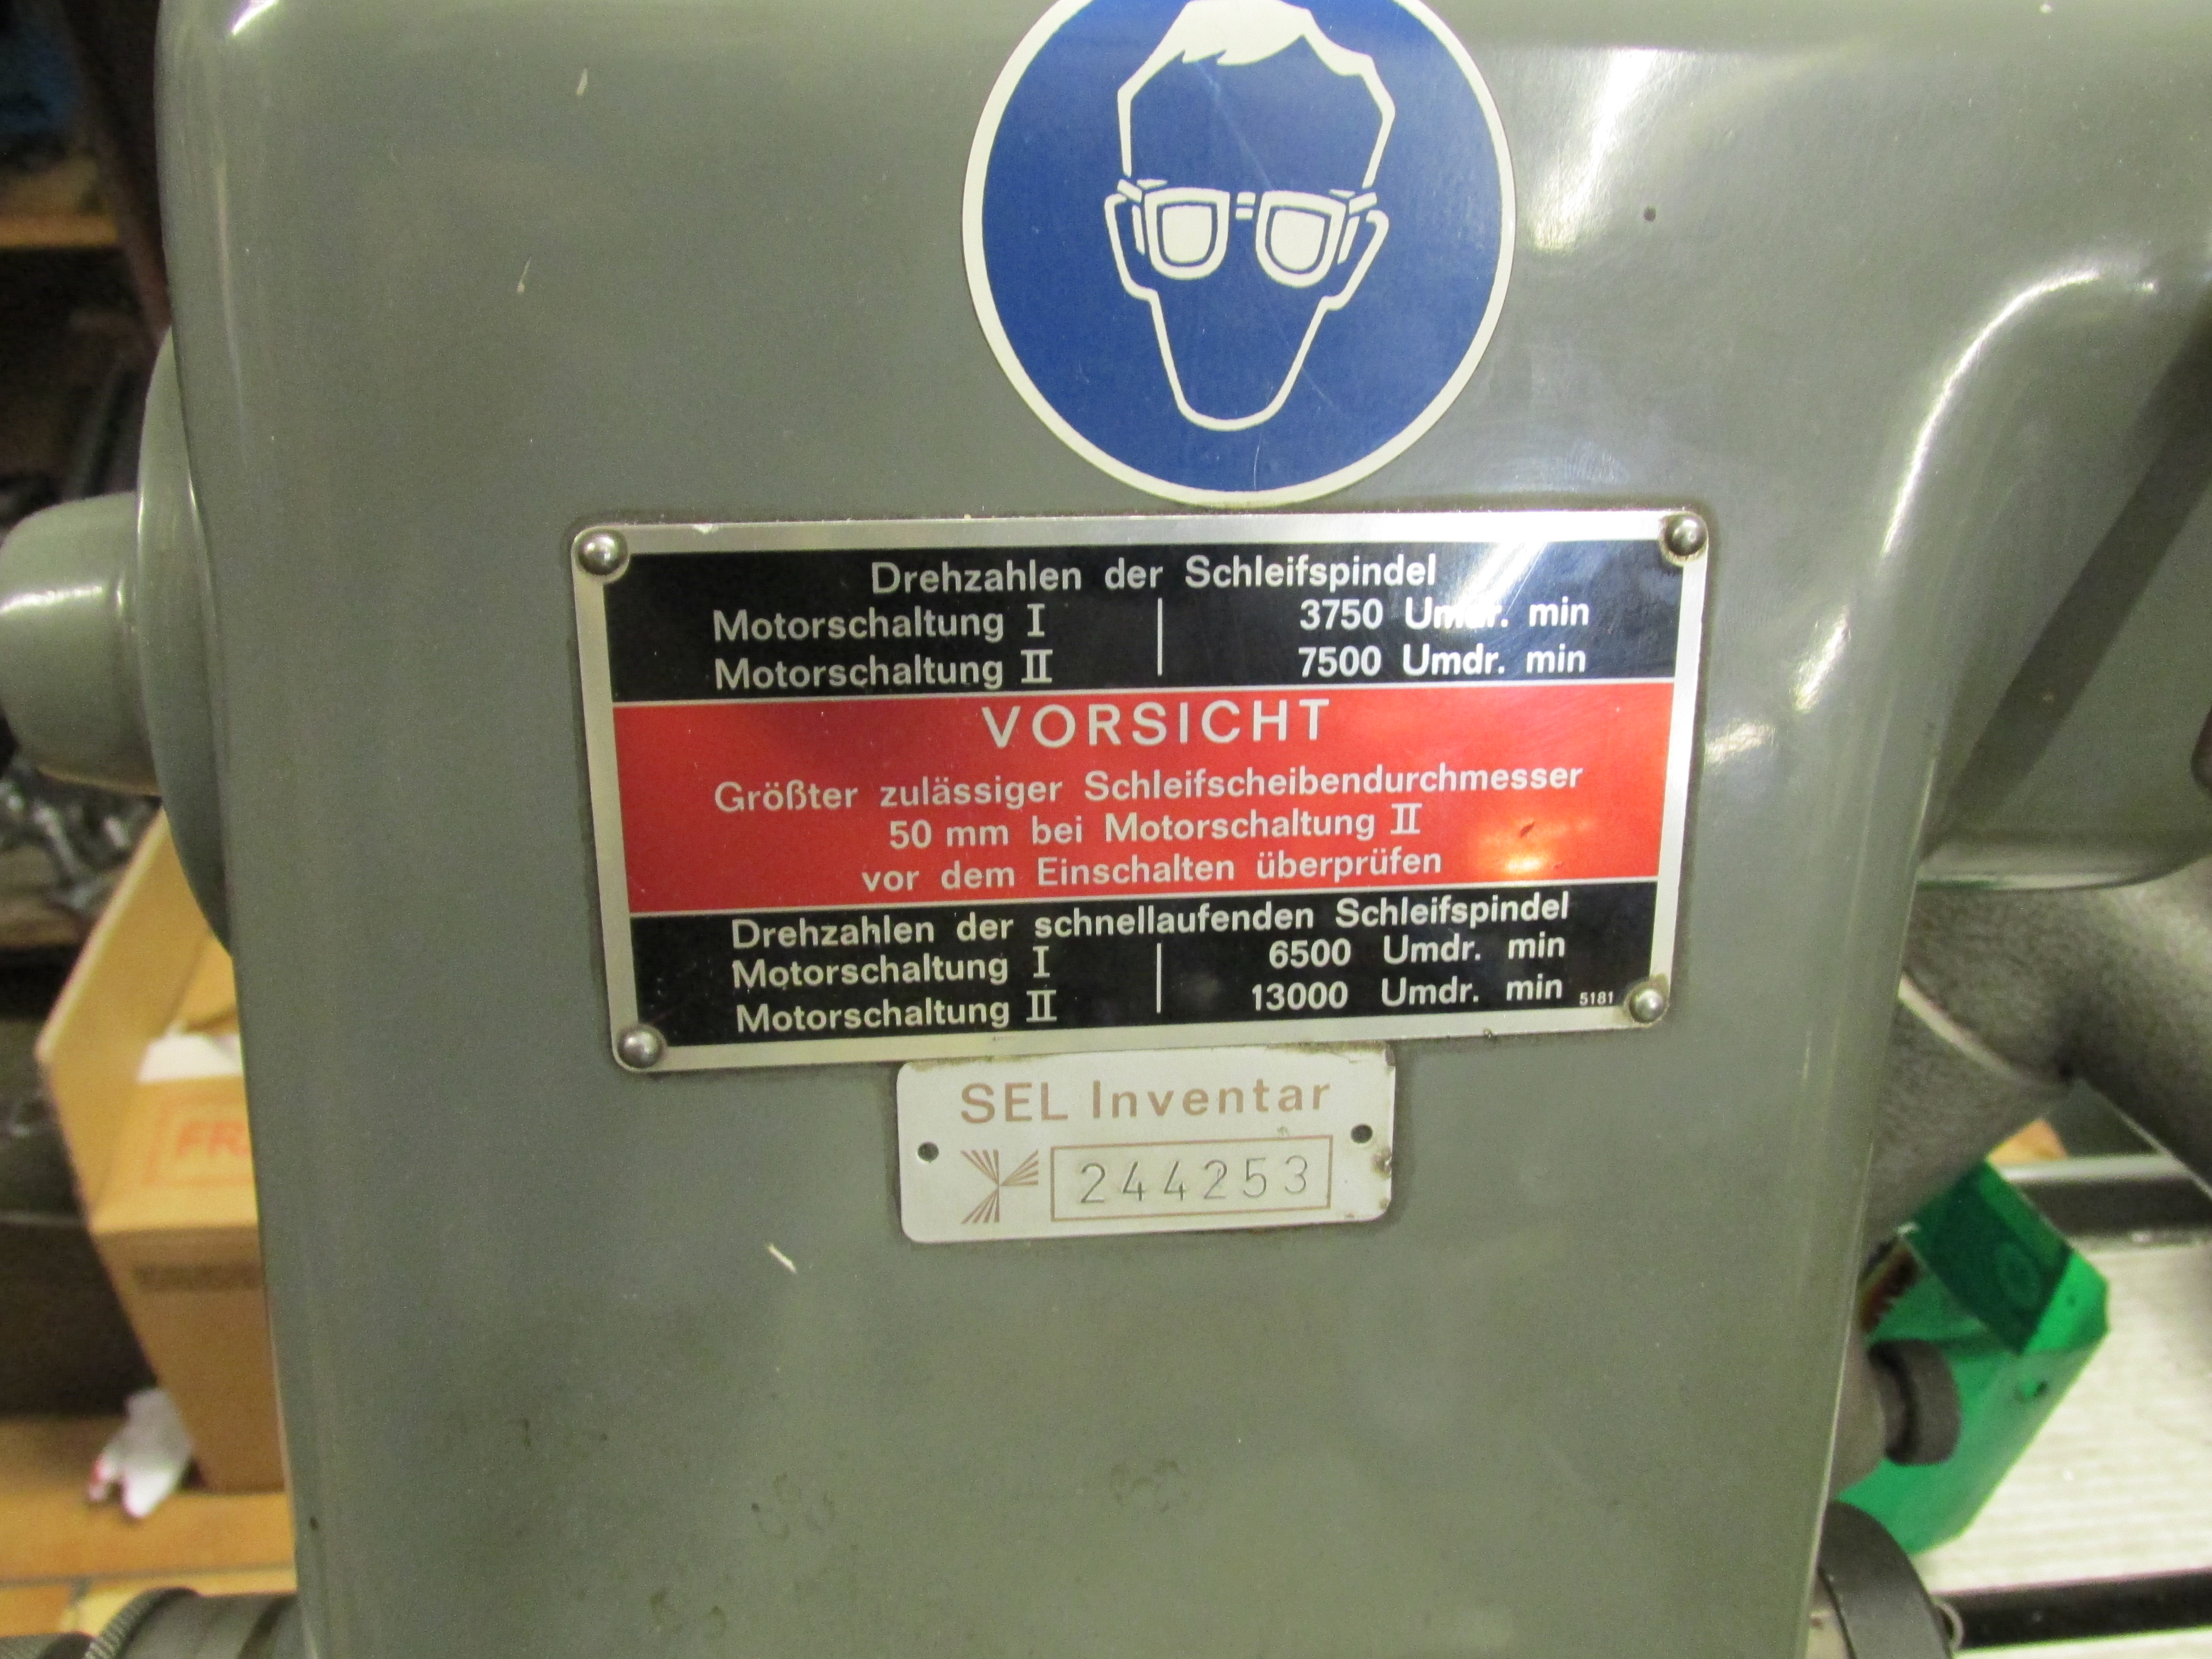 Drehzahlen der Schleifspindel
Motorschaltung I | 3750 Umdr. min
Motorschaltung II | 7500 Umdr. min
VORSICHT
Größter zulässiger Schleifscheibendurchmesser
50 mm bei Motorschaltung II
vor dem Einschalten überprüfen
Drehzahlen der schnellaufenden Schleifspindel
Motorschaltung I | 6500 Umdr. min
Motorschaltung II | 13000 Umdr. min 5181
SEL Inventar
244253